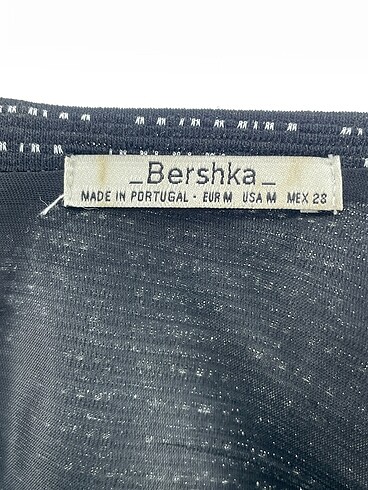 _Bershka_
MADE IN PORTUGAL · EUR M USA M MEX 28